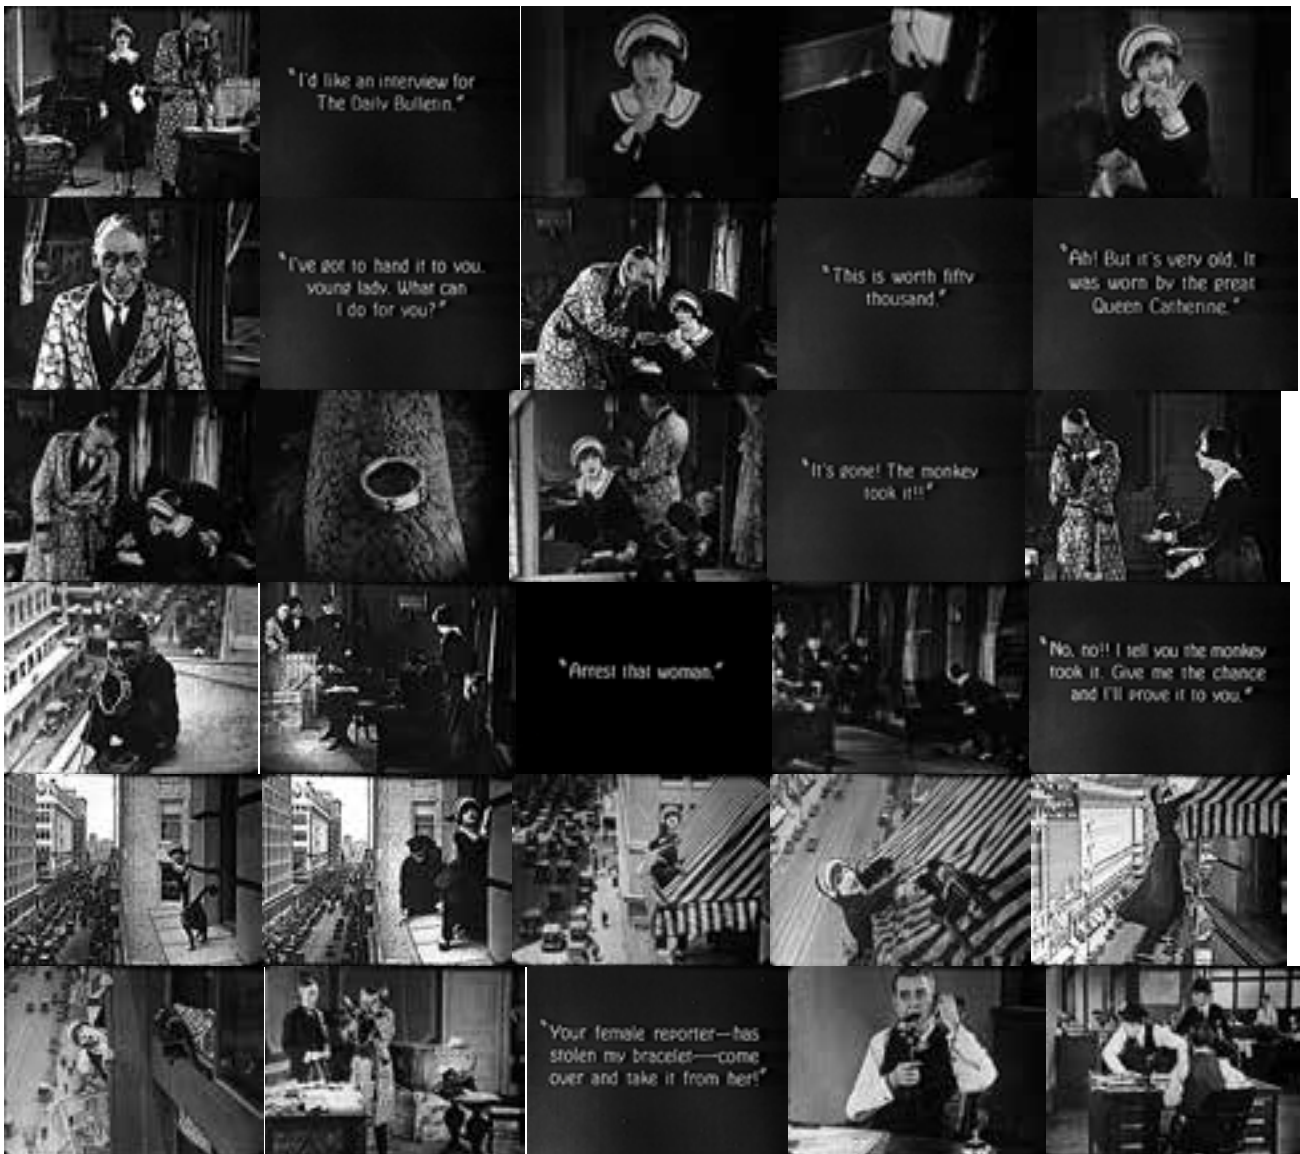 "I'd like an interview for
The Daily Bulletin."
"I've got to hand it to you,
young lady. What can
I do for you?"
"This is worth fifty
thousand."
"Ah! But it's very old. It
was worn by the great
Queen Catherine."
"It's gone! The monkey
took it!!"
"Arrest that woman."
"No, no!! I tell you the monkey
took it. Give me the chance
and I'll prove it to you."
"Your female reporter—has
stolen my bracelet—come
over and take it from her!"